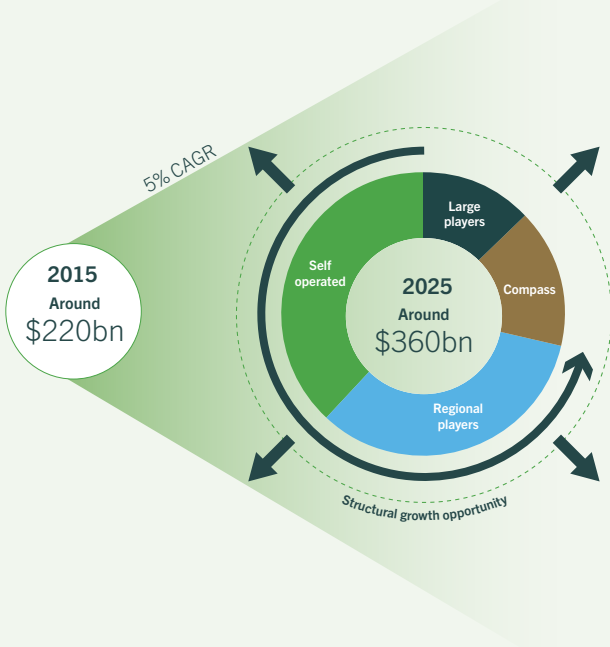 5% CAGR
2015
Around
$220bn
Large
players
Self
operated
Compass
2025
Around
$360bn
Regional
players
Structural growth opportunity